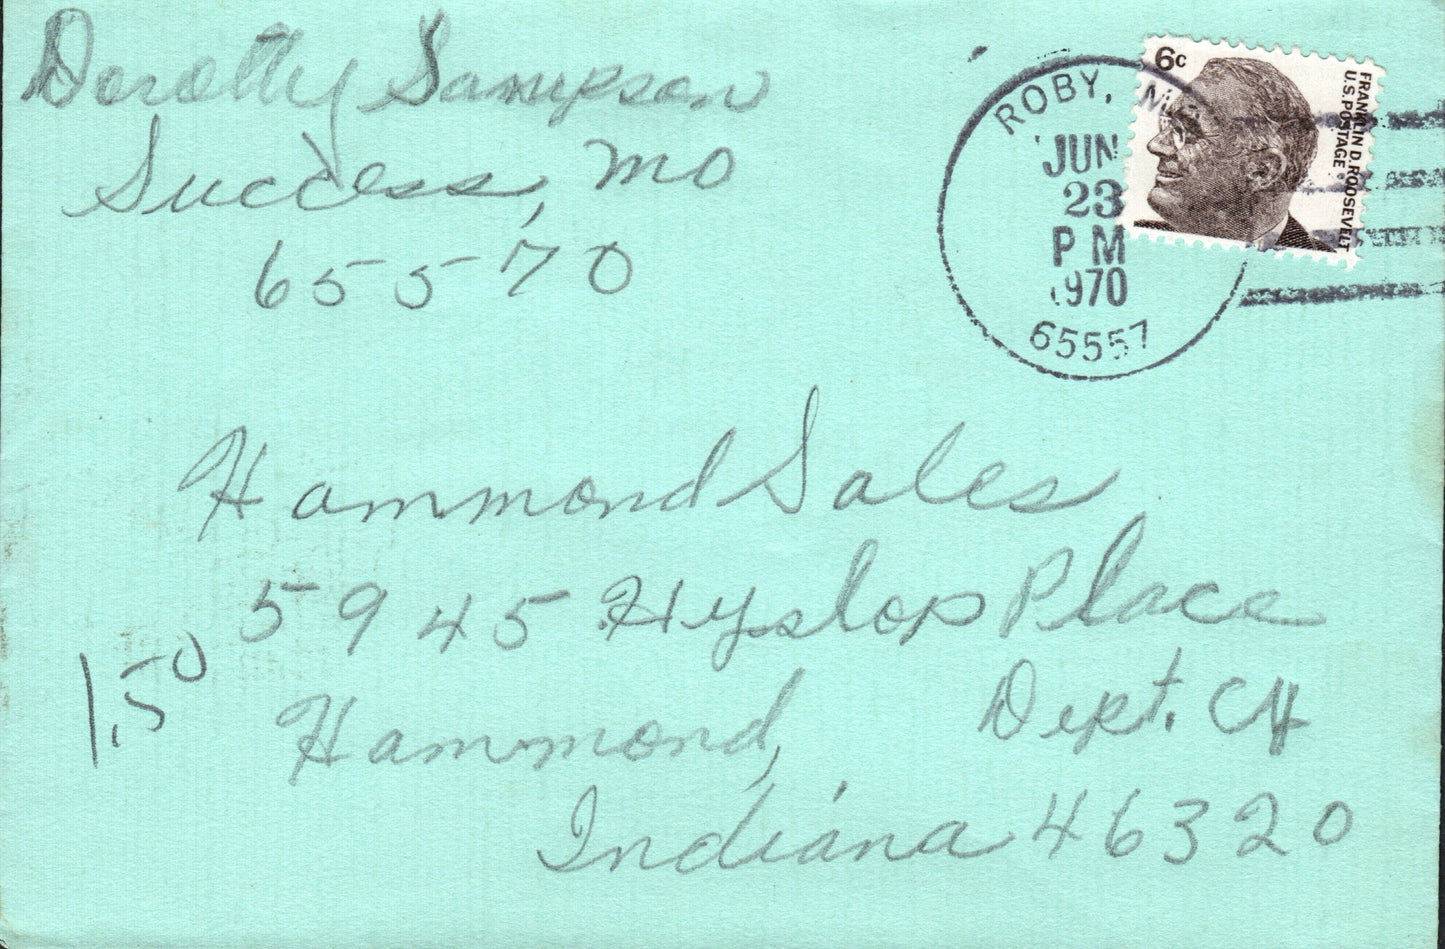 Dorothy Sampson
Success, MO
65570
ROBY, MO
JUN
23
PM
1970
65557
6c
FRANKLIN D. ROOSEVELT
U.S. POSTAGE
Hammond Sales
5945 Hyslop Place
1.50
Hammond, Dept. CH
Indiana 46320